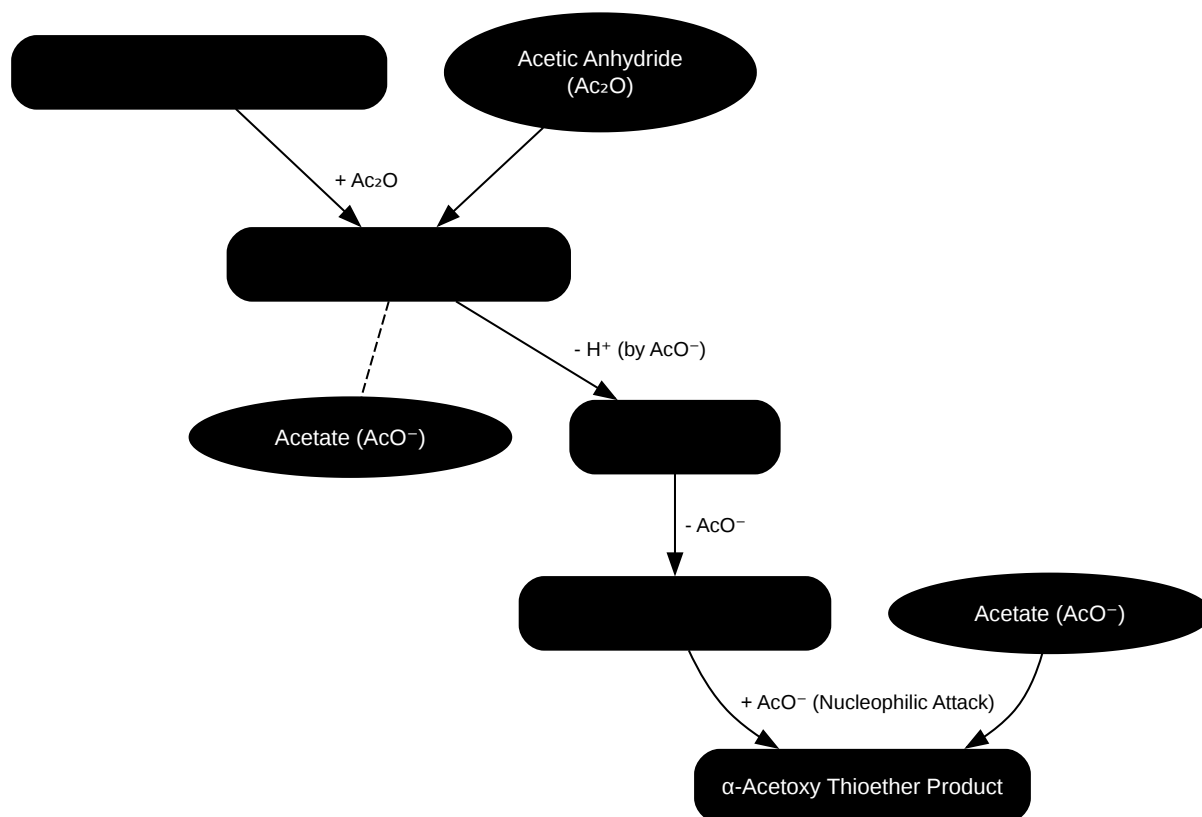 Acetic Anhydride
(Ac₂O)
+ Ac₂O
- H⁺ (by AcO⁻)
Acetate (AcO⁻)
- AcO⁻
Acetate (AcO⁻)
+ AcO⁻ (Nucleophilic Attack)
α-Acetoxy Thioether Product